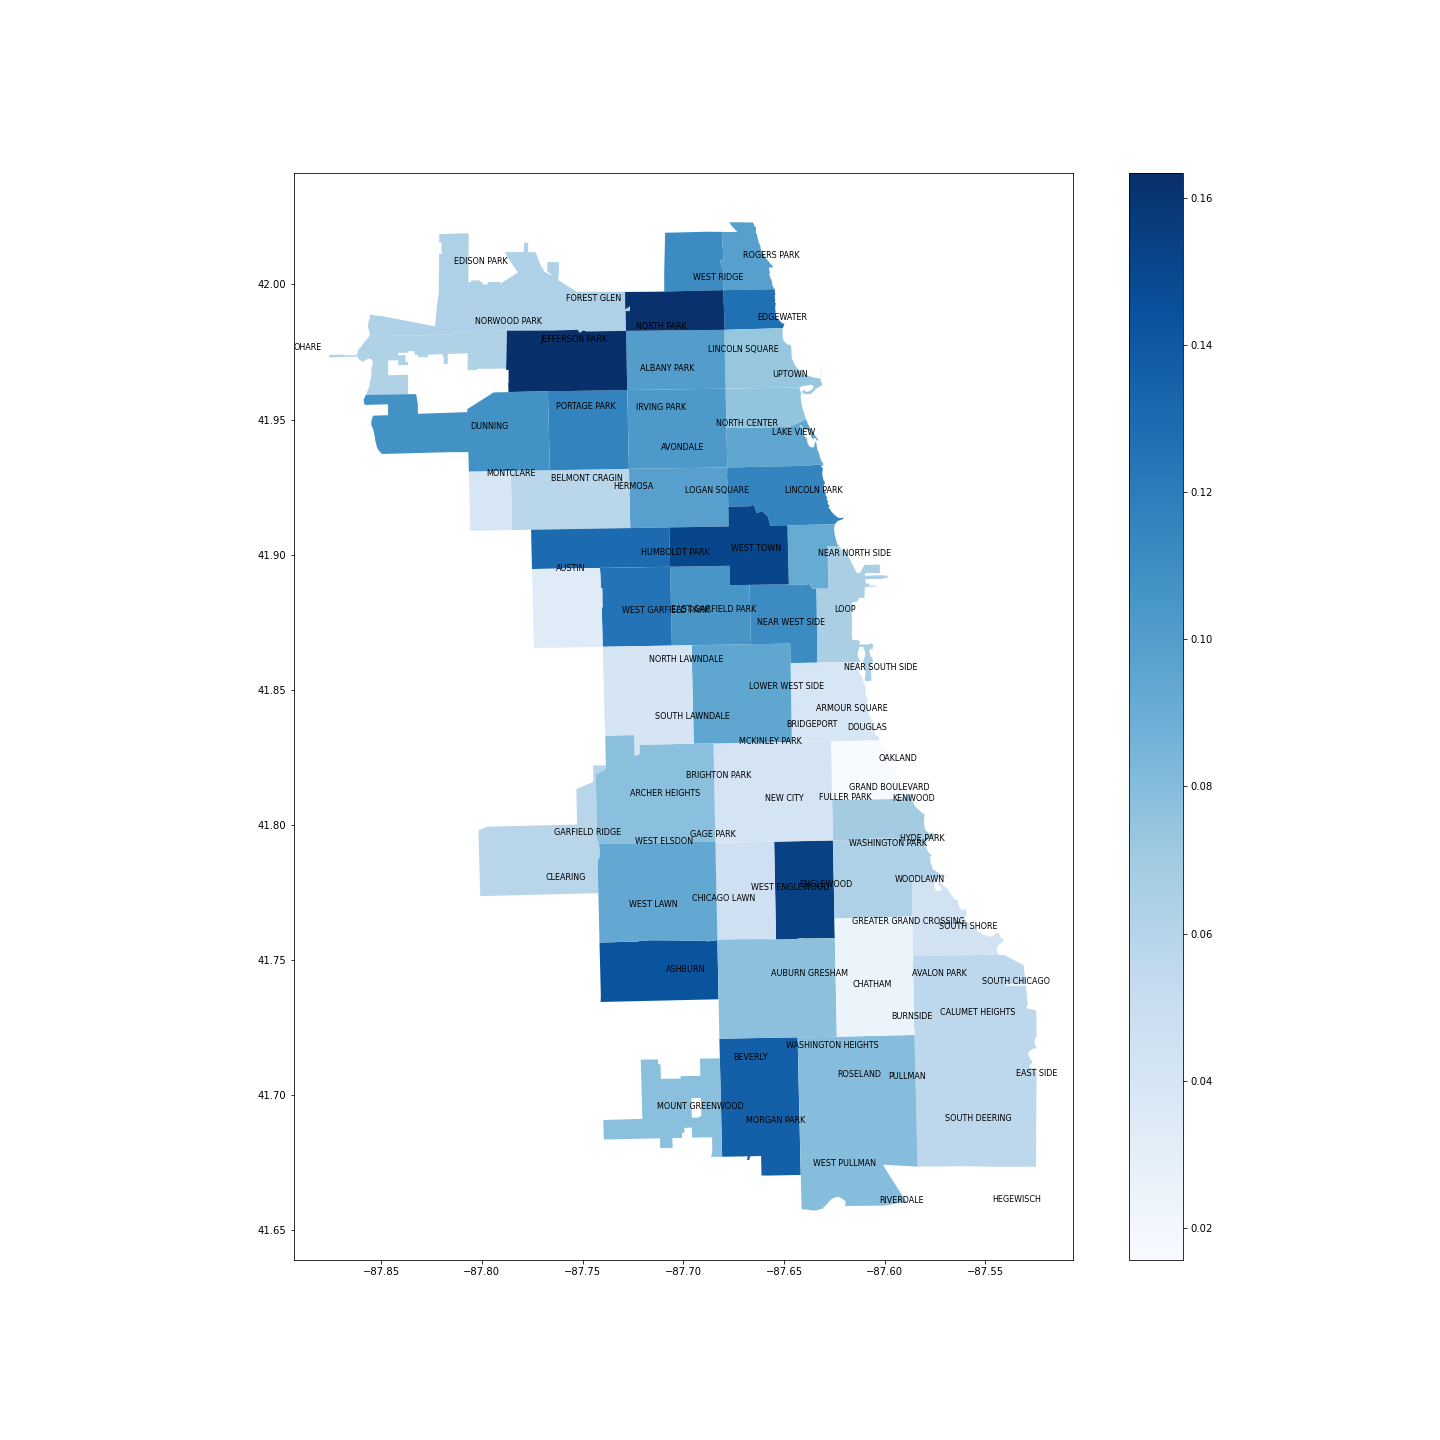 ROGERS PARK
EDISON PARK
WEST RIDGE
FOREST GLEN
EDGEWATER
NORWOOD PARK
NORTH PARK
JEFFERSON PARK
OHARE
LINCOLN SQUARE
ALBANY PARK
UPTOWN
PORTAGE PARK
IRVING PARK
NORTH CENTER
DUNNING
LAKE VIEW
AVONDALE
MONTCLARE
BELMONT CRAGIN
HERMOSA
LOGAN SQUARE
LINCOLN PARK
WEST TOWN
HUMBOLDT PARK
NEAR NORTH SIDE
AUSTIN
WEST GARFIELD PARK
EAST GARFIELD PARK
LOOP
NEAR WEST SIDE
NORTH LAWNDALE
NEAR SOUTH SIDE
LOWER WEST SIDE
ARMOUR SQUARE
SOUTH LAWNDALE
BRIDGEPORT
DOUGLAS
MCKINLEY PARK
OAKLAND
BRIGHTON PARK
GRAND BOULEVARD
ARCHER HEIGHTS
NEW CITY
FULLER PARK
KENWOOD
GARFIELD RIDGE
GAGE PARK
HYDE PARK
WEST ELSDON
WASHINGTON PARK
CLEARING
WOODLAWN
WEST ENGLEWOOD
ENGLEWOOD
CHICAGO LAWN
WEST LAWN
GREATER GRAND CROSSING
SOUTH SHORE
ASHBURN
AUBURN GRESHAM
AVALON PARK
SOUTH CHICAGO
CHATHAM
CALUMET HEIGHTS
BURNSIDE
WASHINGTON HEIGHTS
BEVERLY
ROSELAND
PULLMAN
EAST SIDE
MOUNT GREENWOOD
MORGAN PARK
SOUTH DEERING
WEST PULLMAN
RIVERDALE
HEGEWISCH
42.00
41.95
41.90
41.85
41.80
41.75
41.70
41.65
−87.85
−87.80
−87.75
−87.70
−87.65
−87.60
−87.55
0.16
0.14
0.12
0.10
0.08
0.06
0.04
0.02